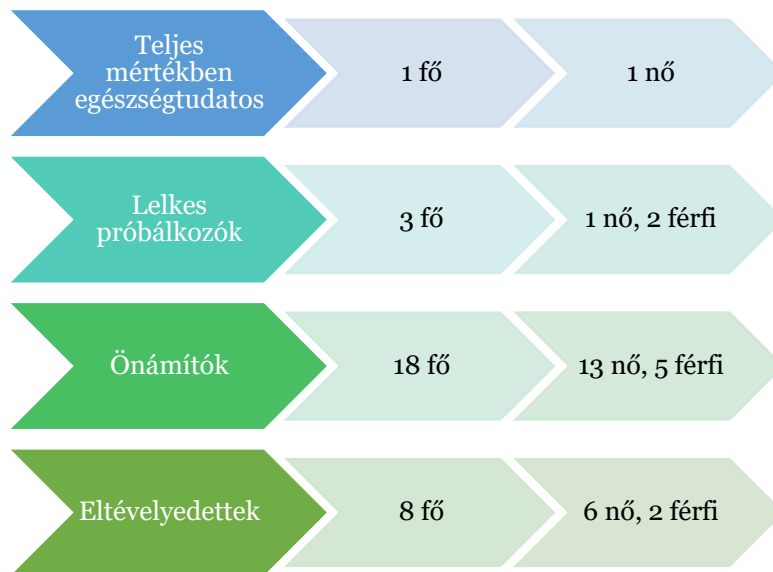 Teljes
mértékben
egészségtudatos
1 fő
1 nő
Lelkes
próbálkozók
3 fő
1 nő, 2 férfi
Önámítók
18 fő
13 nő, 5 férfi
Eltévelyedettek
8 fő
6 nő, 2 férfi